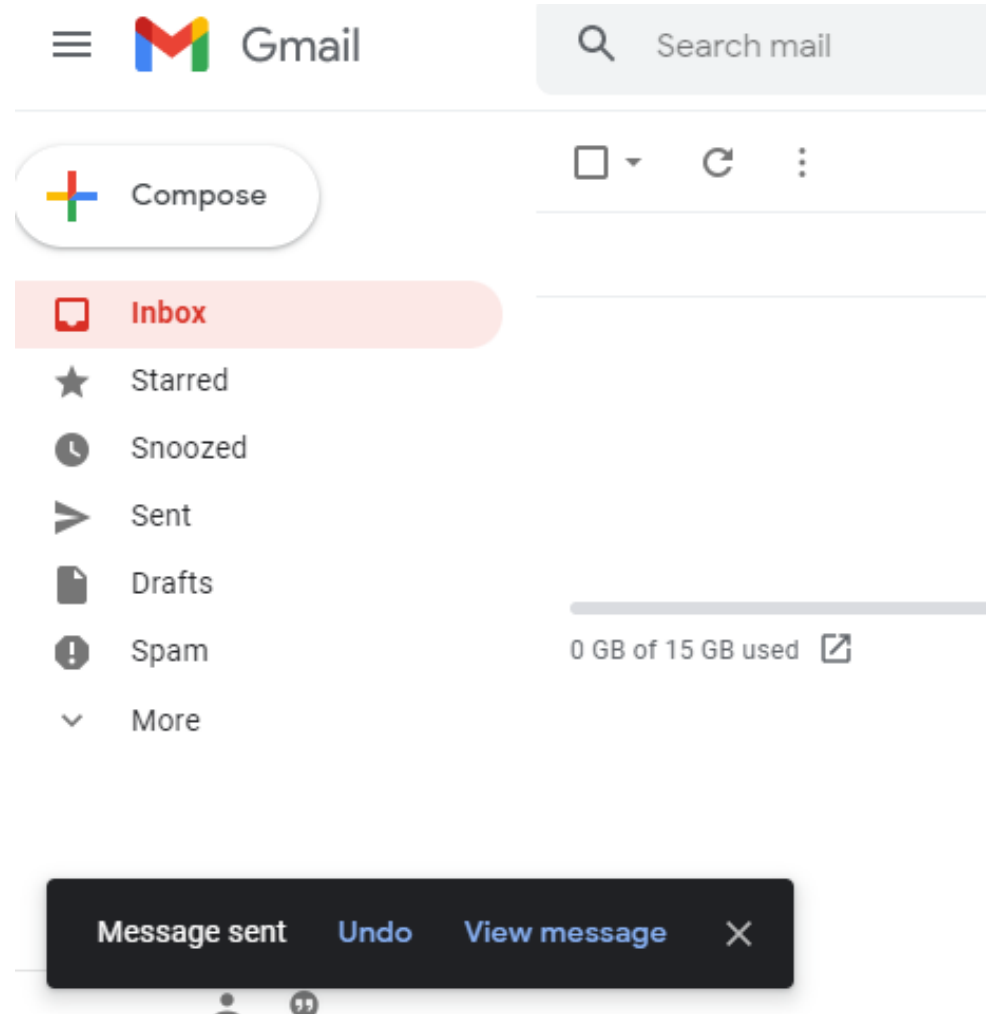 Gmail
Search mail
Compose
Inbox
Starred
Snoozed
Sent
Drafts
Spam
More
0 GB of 15 GB used
Message sent Undo View message